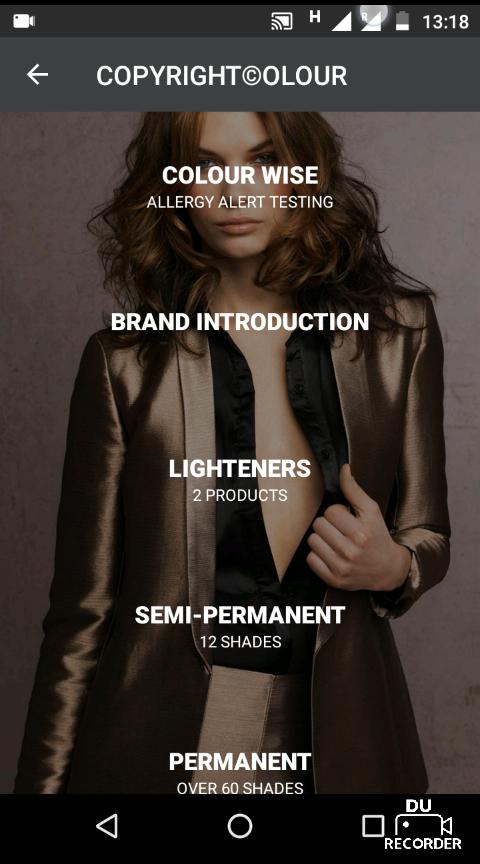 H R 13:18
COPYRIGHT©OLOUR
COLOUR WISE
ALLERGY ALERT TESTING
BRAND INTRODUCTION
LIGHTENERS
2 PRODUCTS
SEMI-PERMANENT
12 SHADES
PERMANENT
OVER 60 SHADES
DU
RECORDER